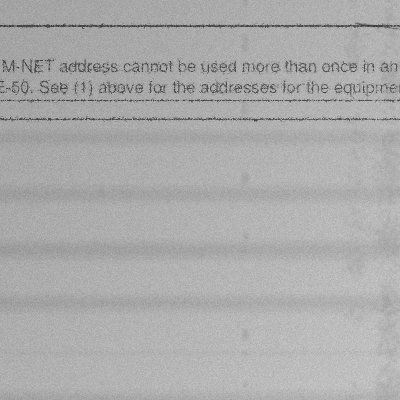 M-NET address cannot be used more than once in an
E-50. See (1) above for the addresses for the equipmen